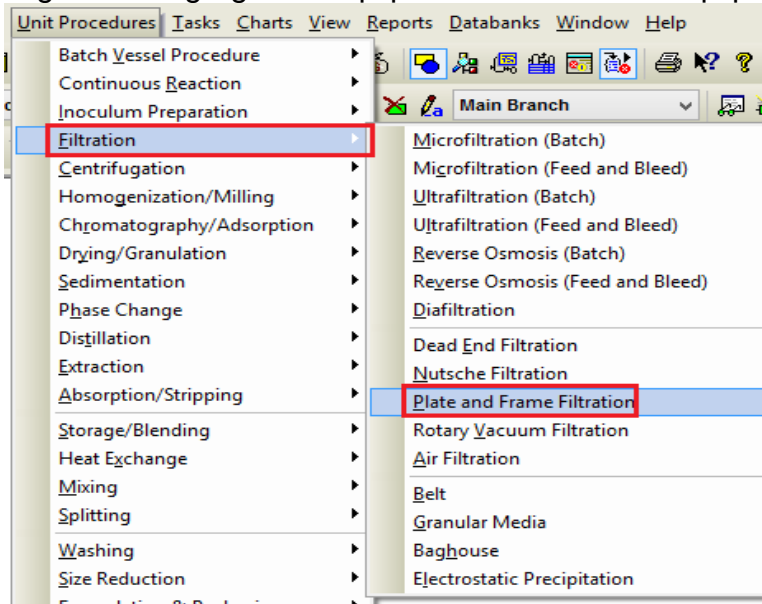 Unit Procedures Tasks Charts View Reports Databanks Window Help
Batch Vessel Procedure
Continuous Reaction
Inoculum Preparation
Filtration
Centrifugation
Homogenization/Milling
Chromatography/Adsorption
Drying/Granulation
Sedimentation
Phase Change
Distillation
Extraction
Absorption/Stripping
Storage/Blending
Heat Exchange
Mixing
Splitting
Washing
Size Reduction
Main Branch
Microfiltration (Batch)
Microfiltration (Feed and Bleed)
Ultrafiltration (Batch)
Ultrafiltration (Feed and Bleed)
Reverse Osmosis (Batch)
Reverse Osmosis (Feed and Bleed)
Diafiltration
Dead End Filtration
Nutsche Filtration
Plate and Frame Filtration
Rotary Vacuum Filtration
Air Filtration
Belt
Granular Media
Baghouse
Electrostatic Precipitation